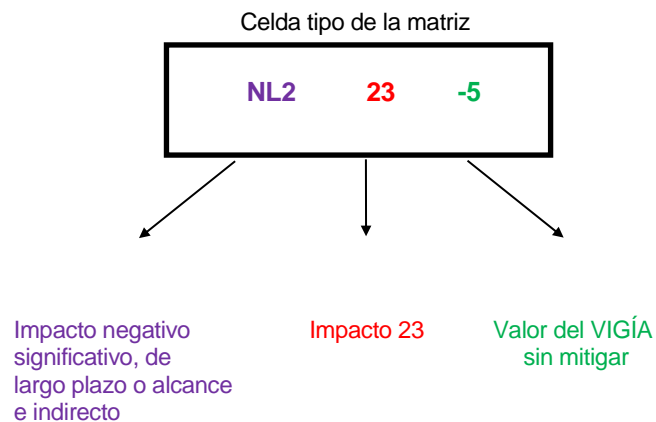 Celda tipo de la matriz
NL2 23 -5
Impacto negativo
significativo, de
largo plazo o alcance
e indirecto
Impacto 23
Valor del VIGÍA
sin mitigar